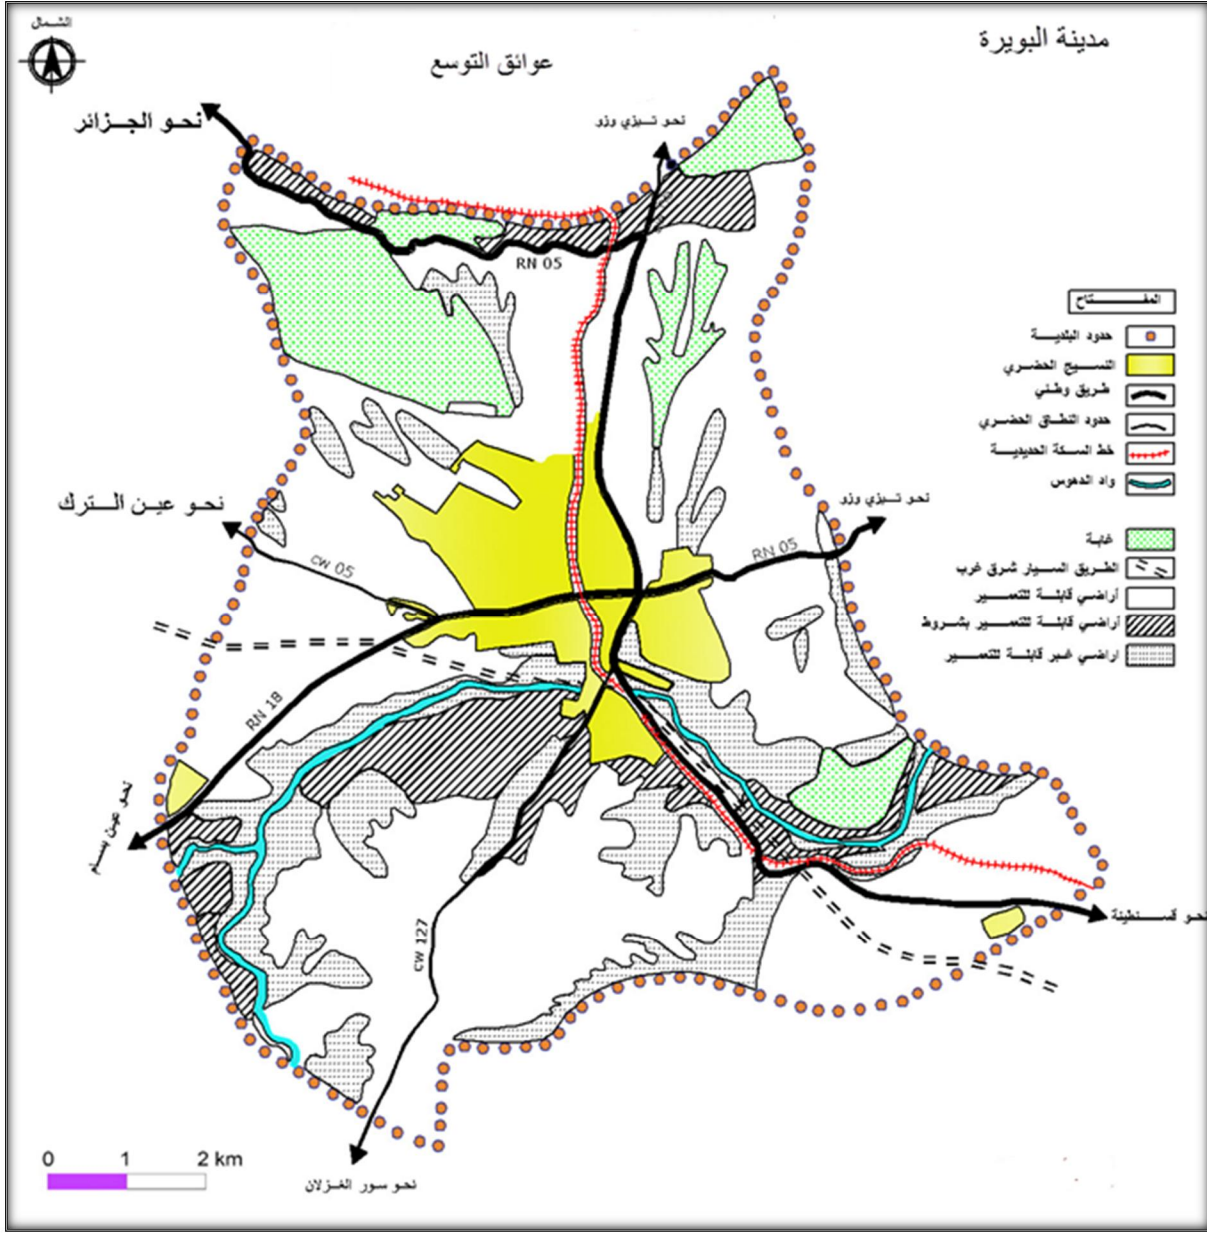 الشمال
مدينة البويرة
عوائق التوسع
نحو الجزائر
نحو تيزي وزو
RN 05
المفتاح
حدود البلدية
النسيج الحضري
طريق وطني
حدود النطاق الحضري
خط السكة الحديدية
واد الدهوس
غابة
الطريق السيار شرق غرب
أراضي قابلة للتعمير
أراضي قابلة للتعمير بشروط
اراضي غير قابلة للتعمير
نحو عين الترك
cw 05
نحو تيزي وزو
RN 05
RN 18
نحو عين بسام
نحو قسنطينة
cw 127
0 1 2 km
نحو سور الغزلان